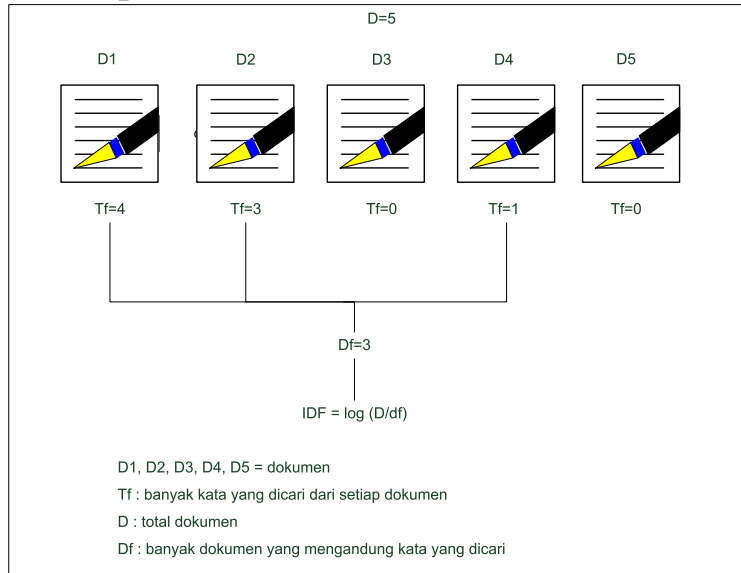 D=5
D1 D2 D3 D4 D5
Tf=4 Tf=3 Tf=0 Tf=1 Tf=0
Df=3
IDF = log (D/df)
D1, D2, D3, D4, D5 = dokumen
Tf : banyak kata yang dicari dari setiap dokumen
D : total dokumen
Df : banyak dokumen yang mengandung kata yang dicari